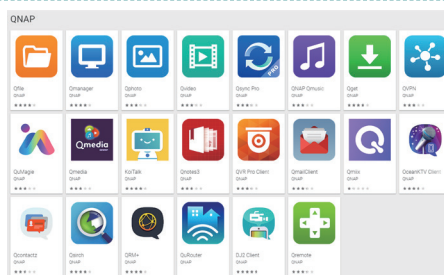 QNAP
Qfile Qmanager Qphoto Qvideo Qsync Pro QNAP Qmusic Qget QVPN
QNAP QNAP QNAP QNAP QNAP QNAP QNAP QNAP
PRO
Qmedia
QuMagie Qmedia KoiTalk Qnotes3 QVR Pro Client QmailClient Qmix OceanKTV Client
QNAP QNAP QNAP QNAP QNAP QNAP QNAP QNAP
Qcontactz Qsirch QRM+ QuRouter DJ2 Client Qremote
QNAP QNAP QNAP QNAP QNAP QNAP